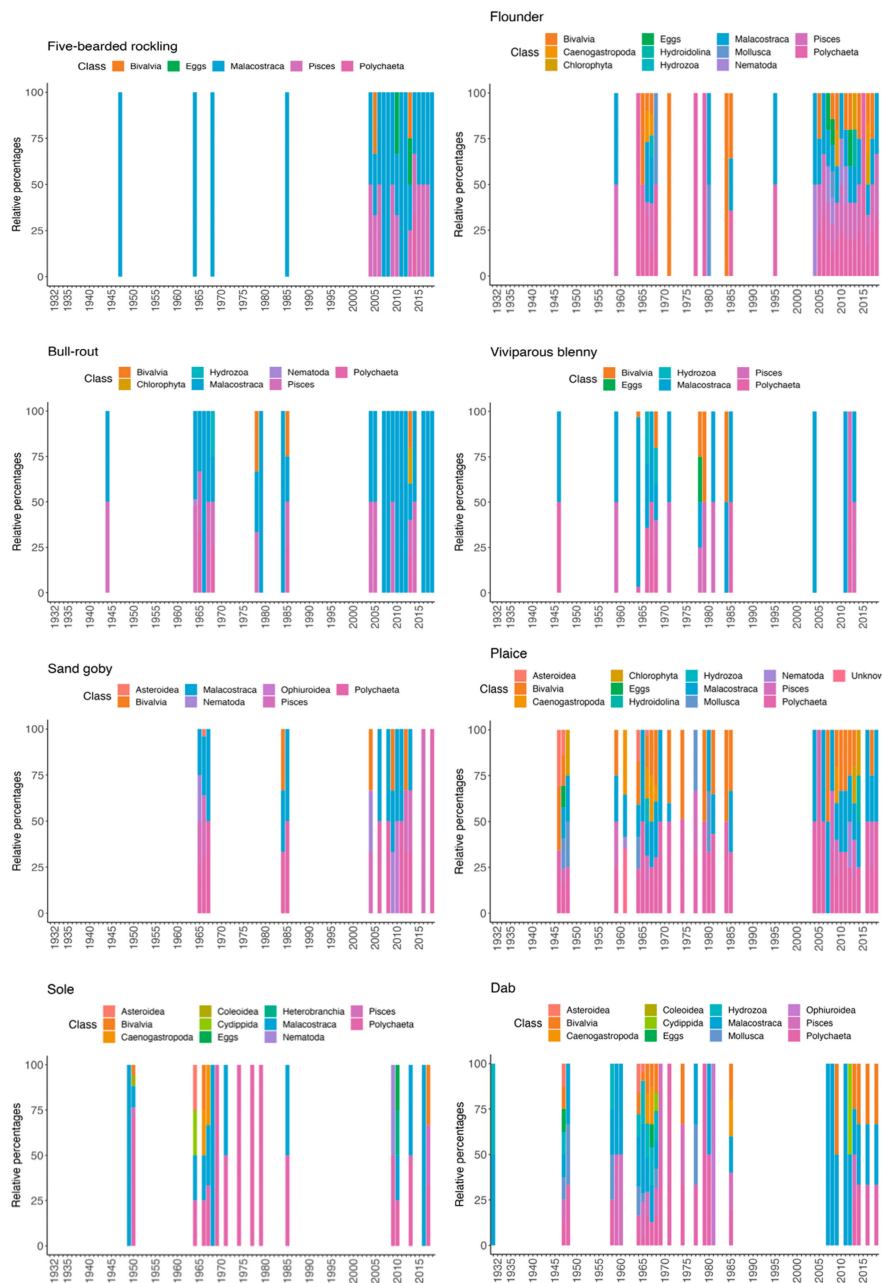 Five-bearded rockling
Class Bivalvia Eggs Malacostraca Pisces Polychaeta
Relative percentages
100
75
50
25
0
1932 1935 1940 1945 1950 1955 1960 1965 1970 1975 1980 1985 1990 1995 2000 2005 2010 2015
Flounder
Class
Bivalvia Eggs Malacostraca Pisces
Caenogastropoda Hydroidolina Mollusca Polychaeta
Chlorophyta Hydrozoa Nematoda
Relative percentages
100
75
50
25
0
1932 1935 1940 1945 1950 1955 1960 1965 1970 1975 1980 1985 1990 1995 2000 2005 2010 2015
Bull-rout
Class
Bivalvia Hydrozoa Nematoda Polychaeta
Chlorophyta Malacostraca Pisces
Relative percentages
100
75
50
25
0
1932 1935 1940 1945 1950 1955 1960 1965 1970 1975 1980 1985 1990 1995 2000 2005 2010 2015
Viviparous blenny
Class
Bivalvia Hydrozoa Pisces
Eggs Malacostraca Polychaeta
Relative percentages
100
75
50
25
0
1932 1935 1940 1945 1950 1955 1960 1965 1970 1975 1980 1985 1990 1995 2000 2005 2010 2015
Sand goby
Class
Asteroidea Malacostraca Ophiuroidea Polychaeta
Bivalvia Nematoda Pisces
Relative percentages
100
75
50
25
0
1932 1935 1940 1945 1950 1955 1960 1965 1970 1975 1980 1985 1990 1995 2000 2005 2010 2015
Plaice
Class
Asteroidea Chlorophyta Hydrozoa Nematoda Unknow
Bivalvia Eggs Malacostraca Pisces
Caenogastropoda Hydroidolina Mollusca Polychaeta
Relative percentages
100
75
50
25
0
1932 1935 1940 1945 1950 1955 1960 1965 1970 1975 1980 1985 1990 1995 2000 2005 2010 2015
Sole
Class
Asteroidea Coleoidea Heterobranchia Pisces
Bivalvia Cydippida Malacostraca Polychaeta
Caenogastropoda Eggs Nematoda
Relative percentages
100
75
50
25
0
1932 1935 1940 1945 1950 1955 1960 1965 1970 1975 1980 1985 1990 1995 2000 2005 2010 2015
Dab
Class
Asteroidea Coleoidea Hydrozoa Ophiuroidea
Bivalvia Cydippida Malacostraca Pisces
Caenogastropoda Eggs Mollusca Polychaeta
Relative percentages
100
75
50
25
0
1932 1935 1940 1945 1950 1955 1960 1965 1970 1975 1980 1985 1990 1995 2000 2005 2010 2015